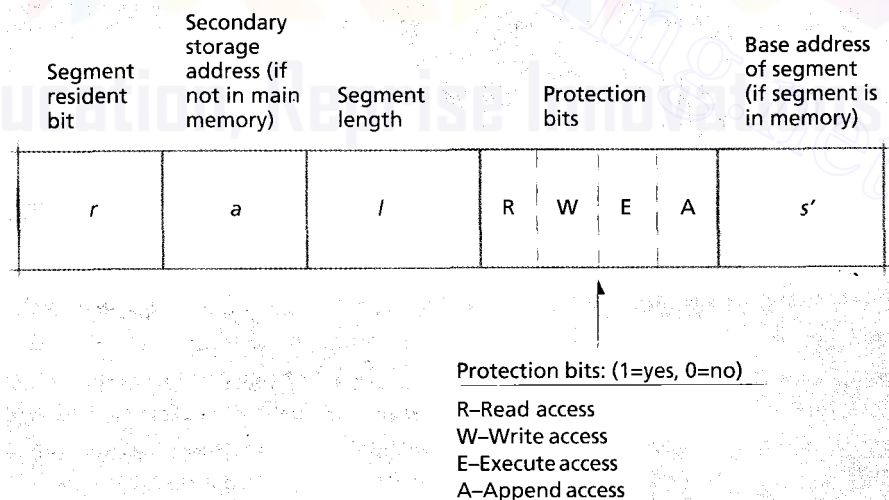 Segment
resident
bit
Secondary
storage
address (if
not in main
memory)
Segment
length
Protection
bits
Base address
of segment
(if segment is
in memory)
r
a
l
R
W
E
A
s'
Protection bits: (1=yes, 0=no)
R–Read access
W–Write access
E–Execute access
A–Append access